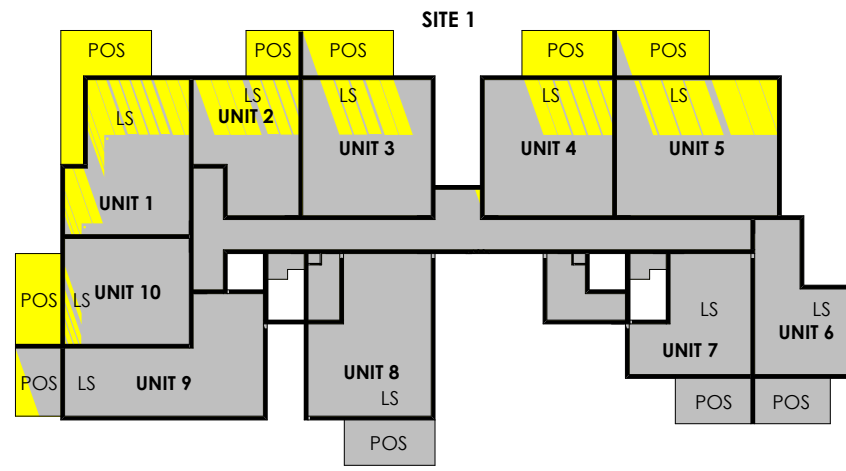 SITE 1
POS
POS
POS
POS
POS
LS
LS
LS
LS
LS
UNIT 2
UNIT 3
UNIT 4
UNIT 5
UNIT 1
POS
LS
UNIT 10
LS
LS
UNIT 7
UNIT 6
POS
LS
UNIT 9
UNIT 8
LS
POS
POS
POS